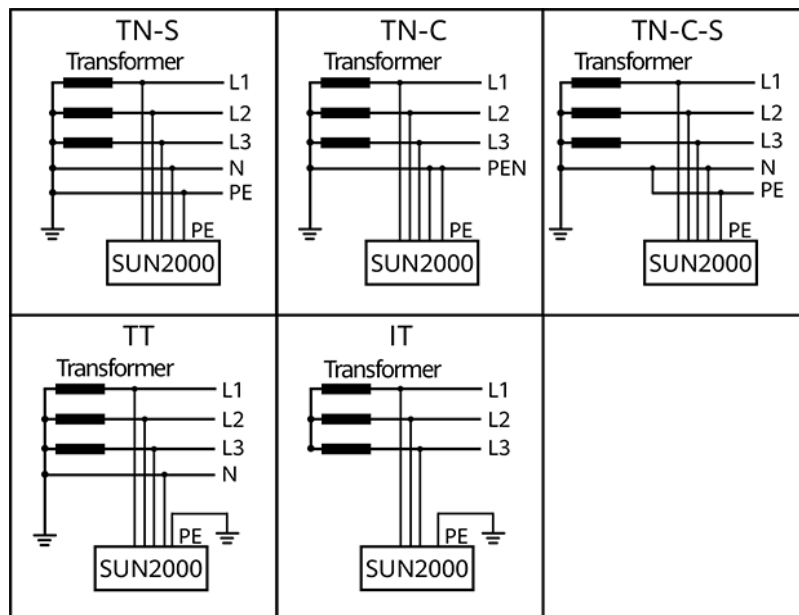 TN-S
Transformer
L1
L2
L3
N
PE
PE
SUN2000
TN-C
Transformer
L1
L2
L3
PEN
PE
SUN2000
TN-C-S
Transformer
L1
L2
L3
N
PE
PE
SUN2000
TT
Transformer
L1
L2
L3
N
PE
SUN2000
IT
Transformer
L1
L2
L3
PE
SUN2000